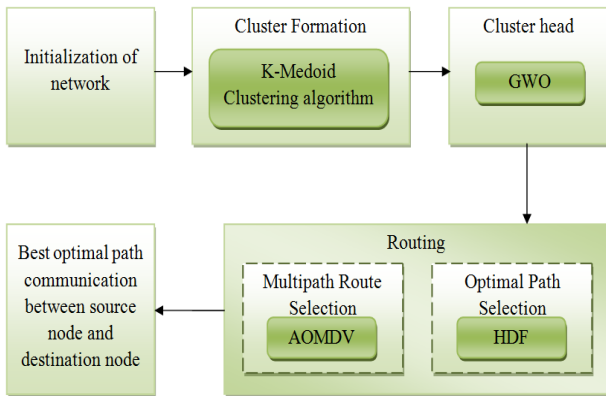 Initialization of
network
Cluster Formation
K-Medoid
Clustering algorithm
Cluster head
GWO
Routing
Multipath Route
Selection
AOMDV
Optimal Path
Selection
HDF
Best optimal path
communication
between source
node and
destination node